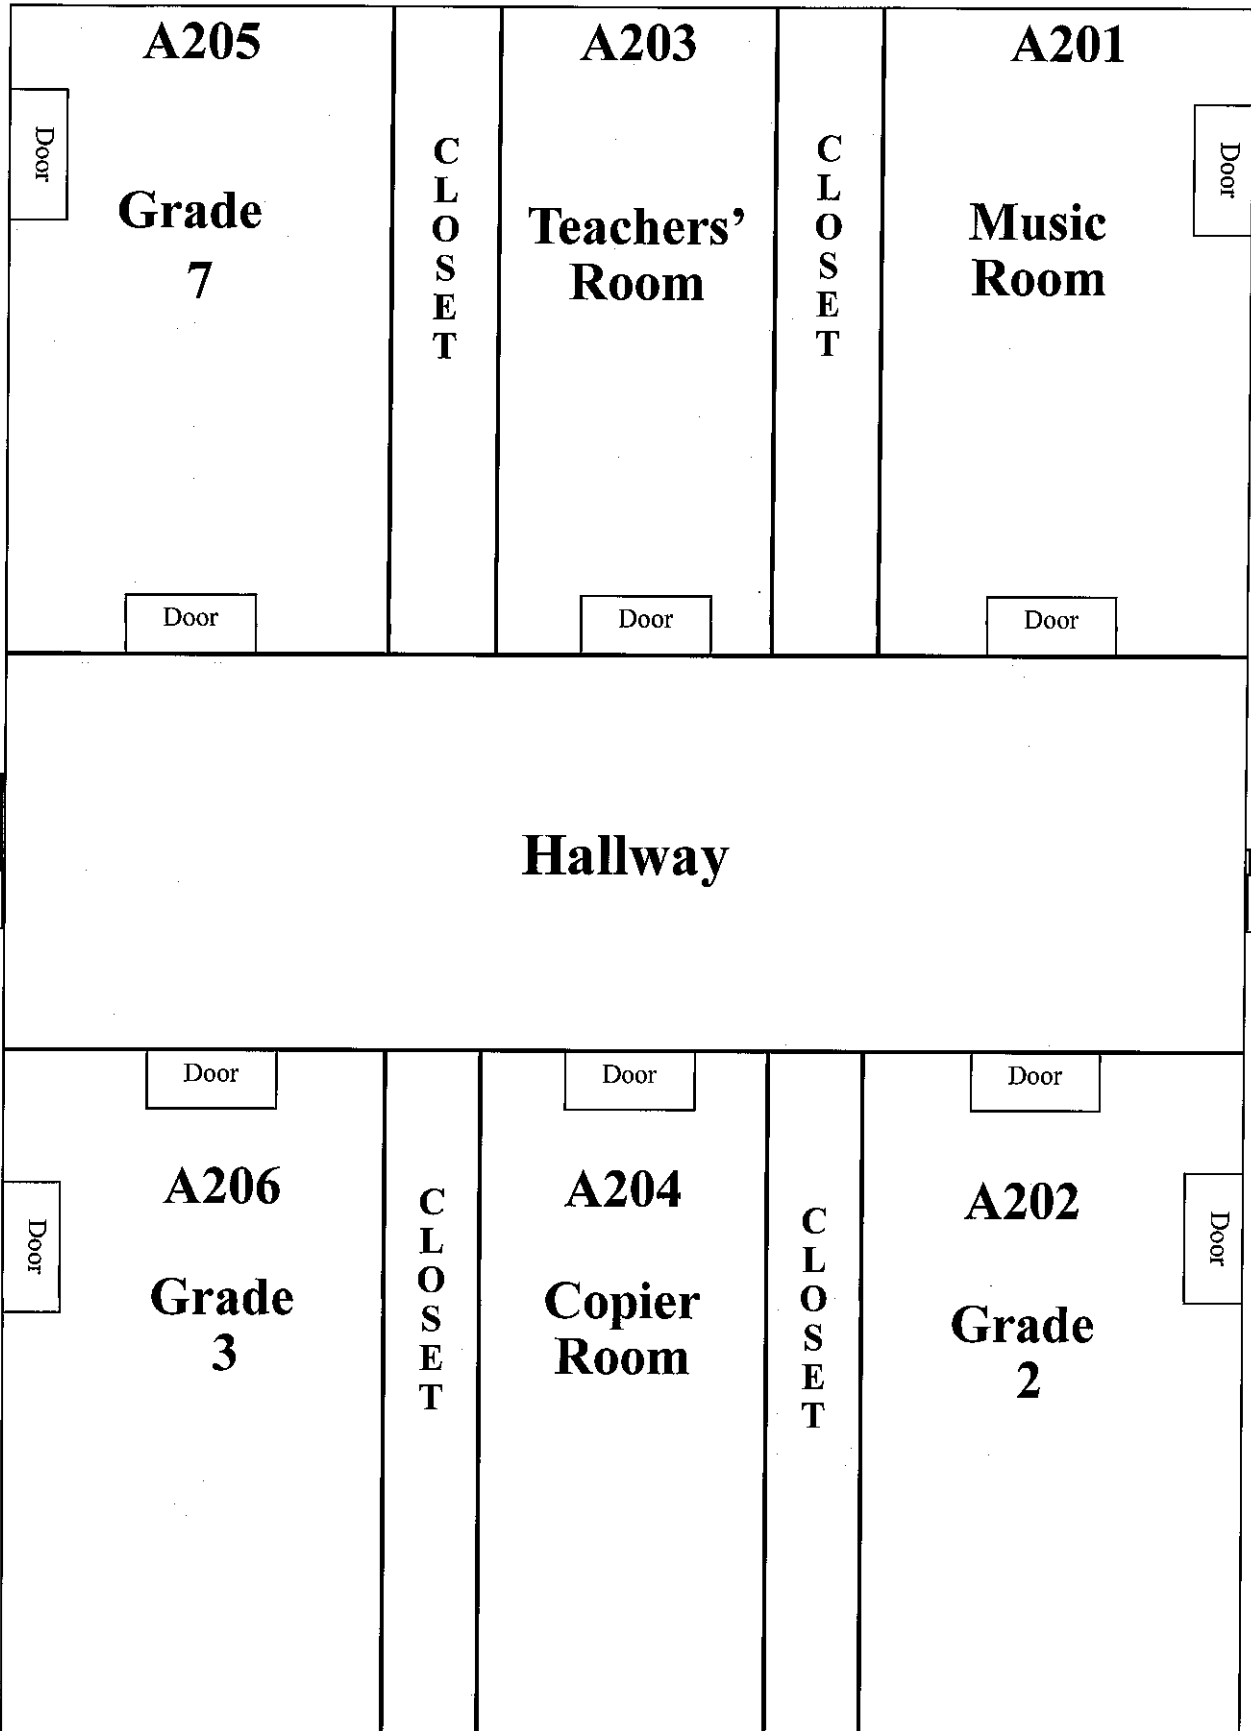 A205
A203
A201
Door
CLOSET
CLOSET
Door
Grade
7
Teachers’
Room
Music
Room
Door
Door
Door
Hallway
Door
Door
Door
A206
A204
A202
Door
CLOSET
CLOSET
Door
Grade
3
Copier
Room
Grade
2